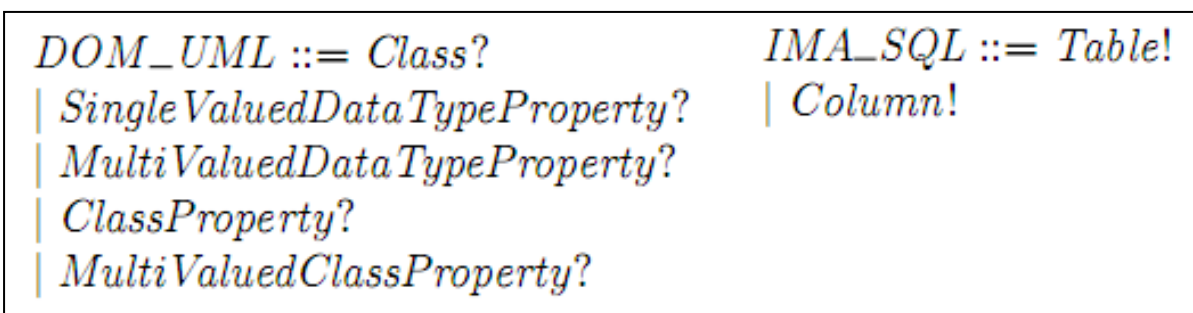 DOM_UML ::= Class?
| SingleValuedDataTypeProperty?
| MultiValuedDataTypeProperty?
| ClassProperty?
| MultiValuedClassProperty?
IMA_SQL ::= Table!
| Column!